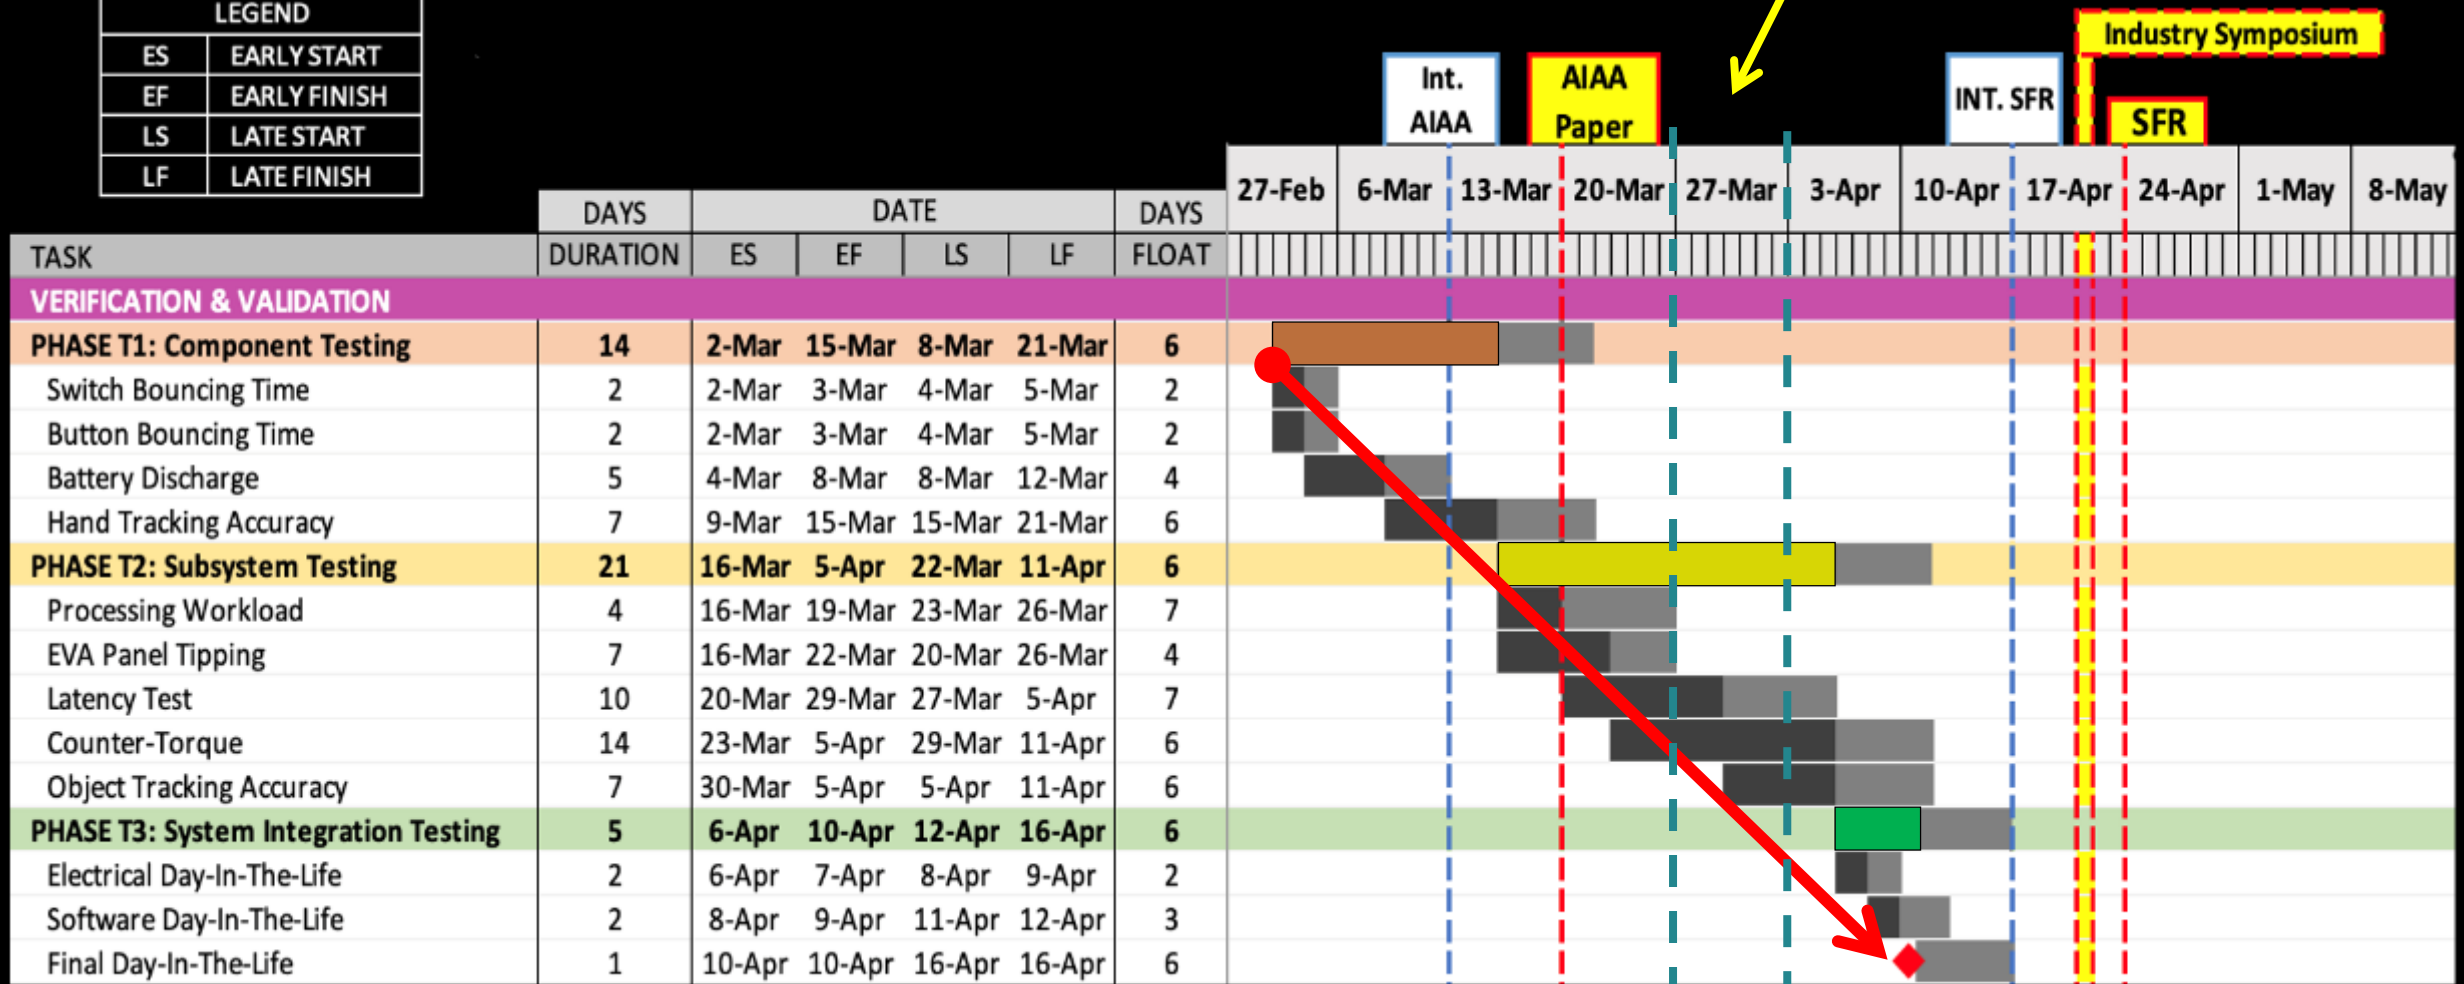 LEGEND
ES EARLY START
EF EARLY FINISH
LS LATE START
LF LATE FINISH
Industry Symposium
Int.
AIAA
AIAA
Paper
INT. SFR
SFR
27-Feb 6-Mar 13-Mar 20-Mar 27-Mar 3-Apr 10-Apr 17-Apr 24-Apr 1-May 8-May
DAYS DATE DAYS
TASK DURATION ES EF LS LF FLOAT
VERIFICATION & VALIDATION
PHASE T1: Component Testing 14 2-Mar 15-Mar 8-Mar 21-Mar 6
Switch Bouncing Time 2 2-Mar 3-Mar 4-Mar 5-Mar 2
Button Bouncing Time 2 2-Mar 3-Mar 4-Mar 5-Mar 2
Battery Discharge 5 4-Mar 8-Mar 8-Mar 12-Mar 4
Hand Tracking Accuracy 7 9-Mar 15-Mar 15-Mar 21-Mar 6
PHASE T2: Subsystem Testing 21 16-Mar 5-Apr 22-Mar 11-Apr 6
Processing Workload 4 16-Mar 19-Mar 23-Mar 26-Mar 7
EVA Panel Tipping 7 16-Mar 22-Mar 20-Mar 26-Mar 4
Latency Test 10 20-Mar 29-Mar 27-Mar 5-Apr 7
Counter-Torque 14 23-Mar 5-Apr 29-Mar 11-Apr 6
Object Tracking Accuracy 7 30-Mar 5-Apr 5-Apr 11-Apr 6
PHASE T3: System Integration Testing 5 6-Apr 10-Apr 12-Apr 16-Apr 6
Electrical Day-In-The-Life 2 6-Apr 7-Apr 8-Apr 9-Apr 2
Software Day-In-The-Life 2 8-Apr 9-Apr 11-Apr 12-Apr 3
Final Day-In-The-Life 1 10-Apr 10-Apr 16-Apr 16-Apr 6